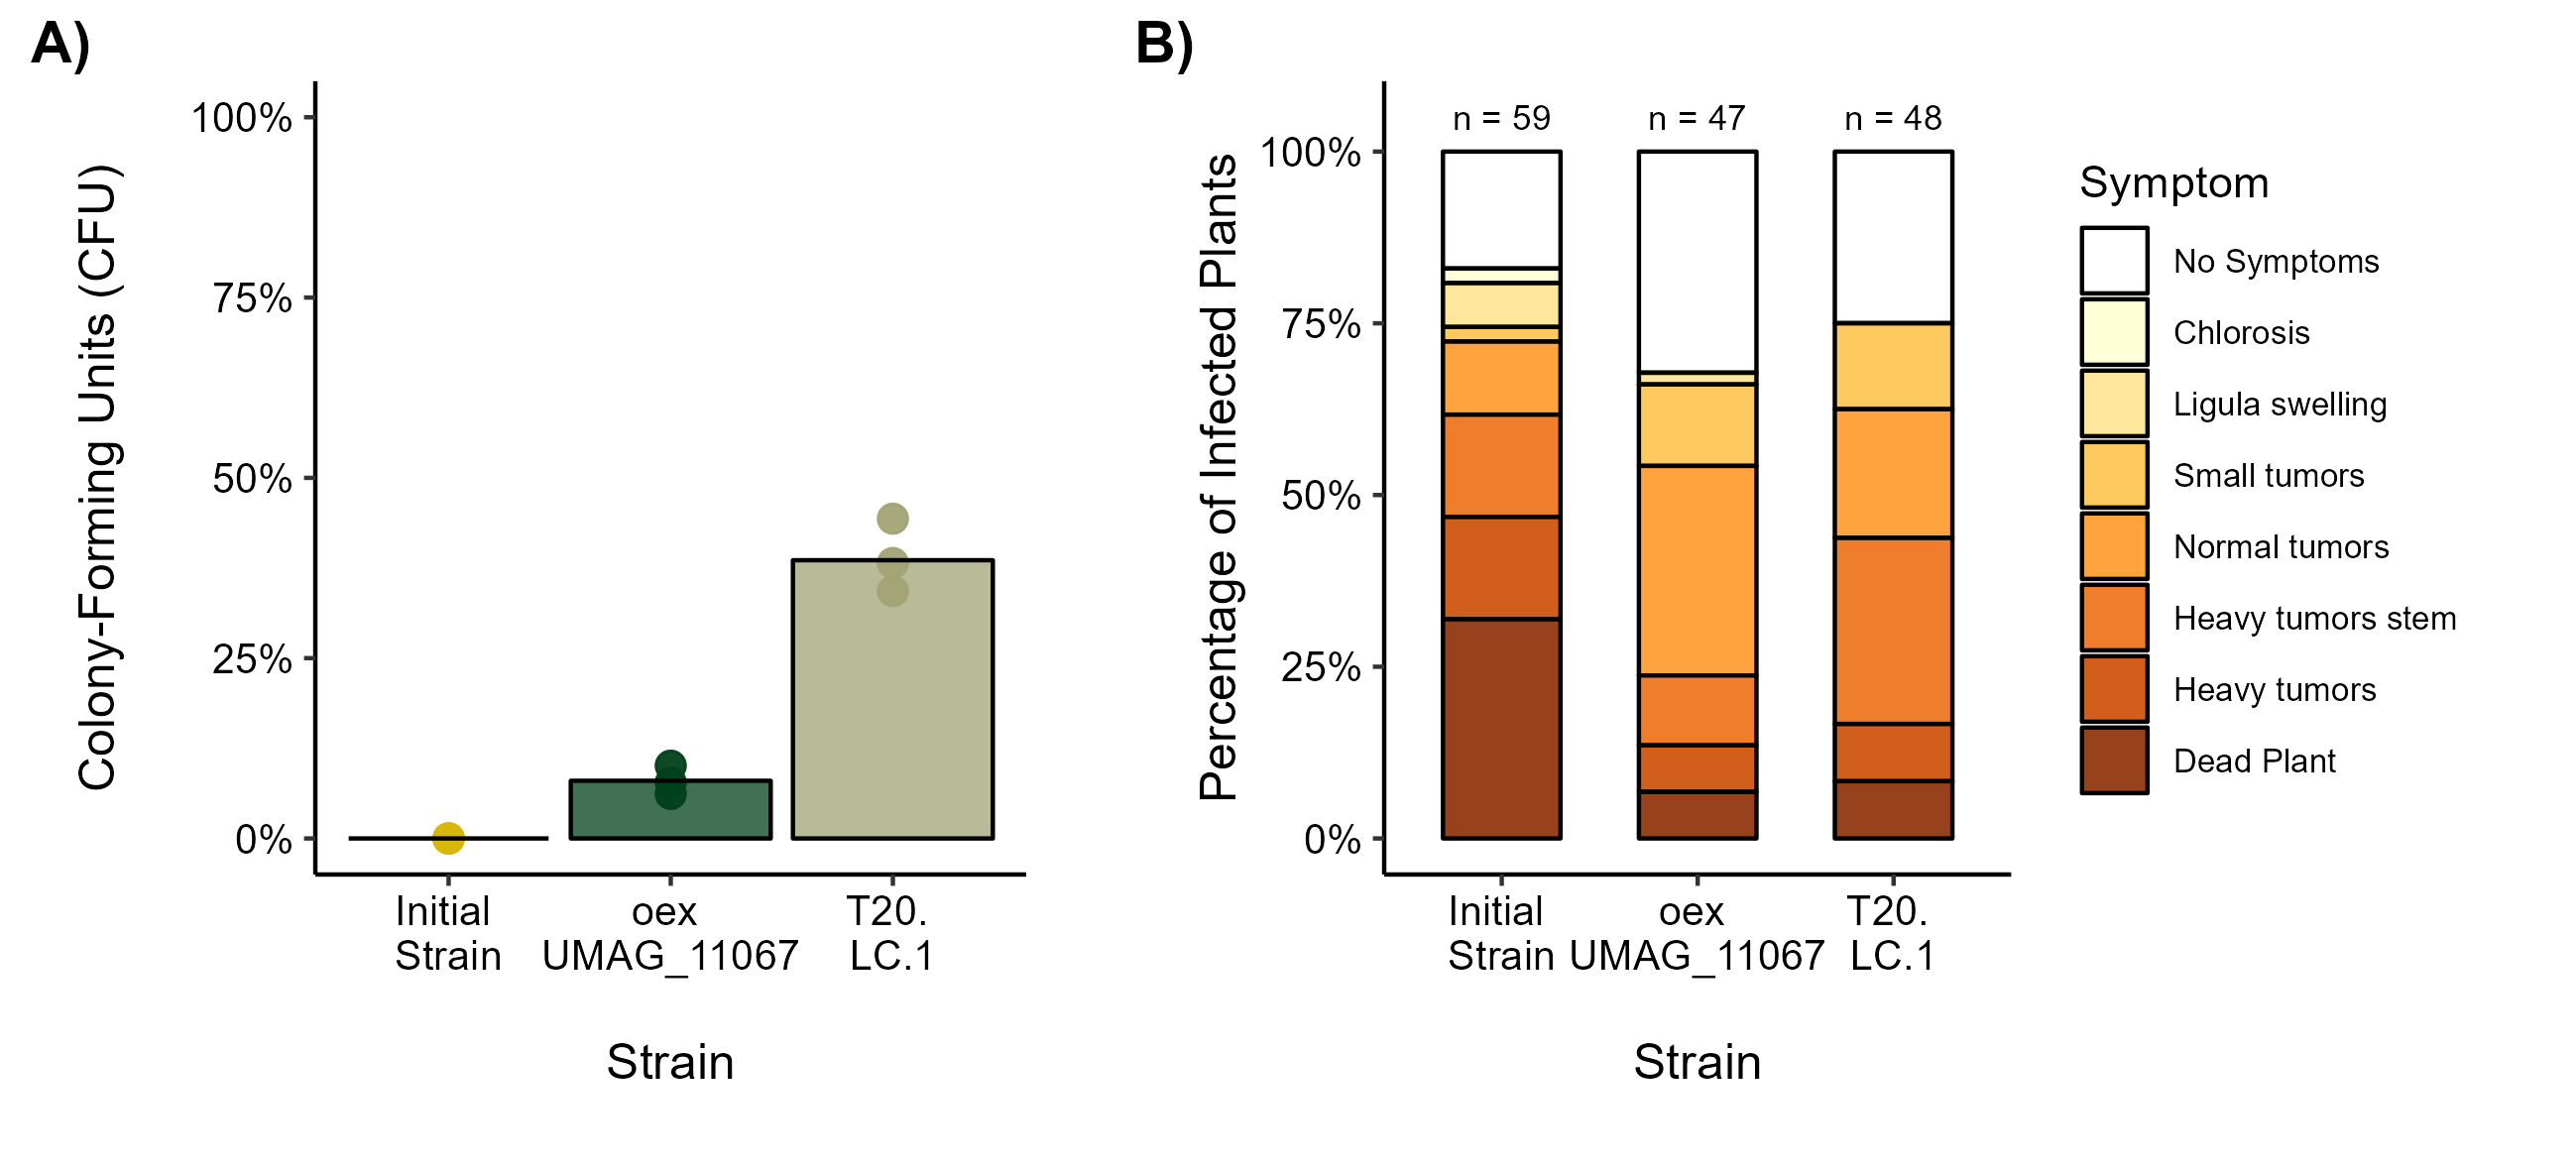 A)
Colony-Forming Units (CFU)
100%
75%
50%
25%
0%
Initial
Strain
oex
UMAG_11067
T20.
LC.1
Strain
B)
Percentage of Infected Plants
100%
75%
50%
25%
0%
n = 59
n = 47
n = 48
Initial
Strain
oex
UMAG_11067
T20.
LC.1
Strain
Symptom
No Symptoms
Chlorosis
Ligula swelling
Small tumors
Normal tumors
Heavy tumors stem
Heavy tumors
Dead Plant